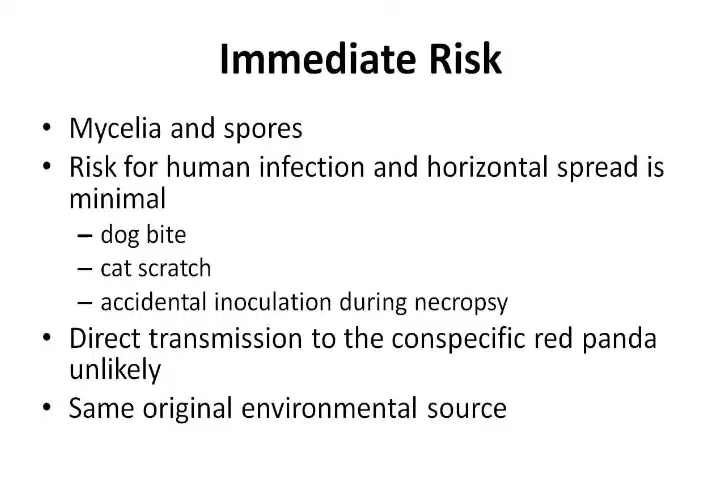 Immediate Risk
• Mycelia and spores
• Risk for human infection and horizontal spread is
minimal
– dog bite
– cat scratch
– accidental inoculation during necropsy
• Direct transmission to the conspecific red panda
unlikely
• Same original environmental source